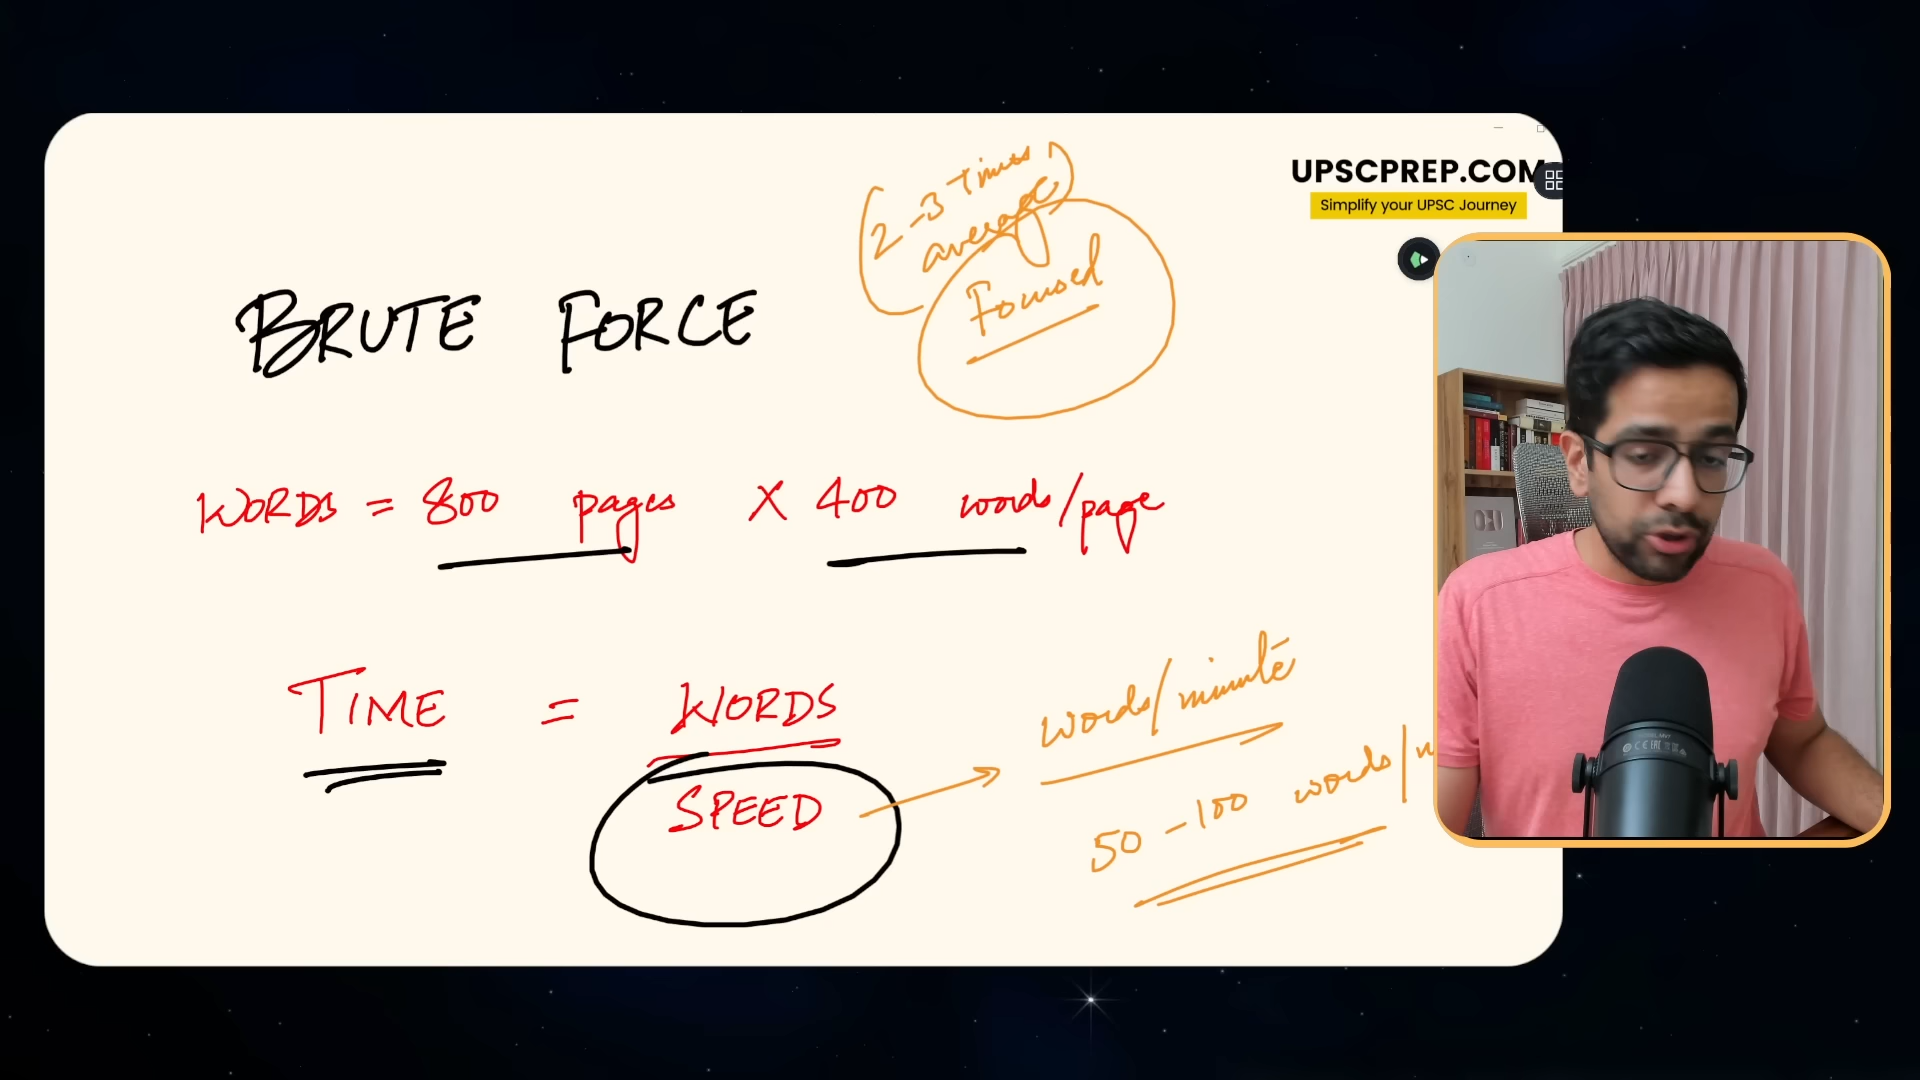 UPSCPREP.COM
Simplify your UPSC Journey
(2-3 times
average)
Focused
BRUTE FORCE
WORDS = 800 pages X 400 words/page
TIME = WORDS
SPEED
words/minute
50-100 words/